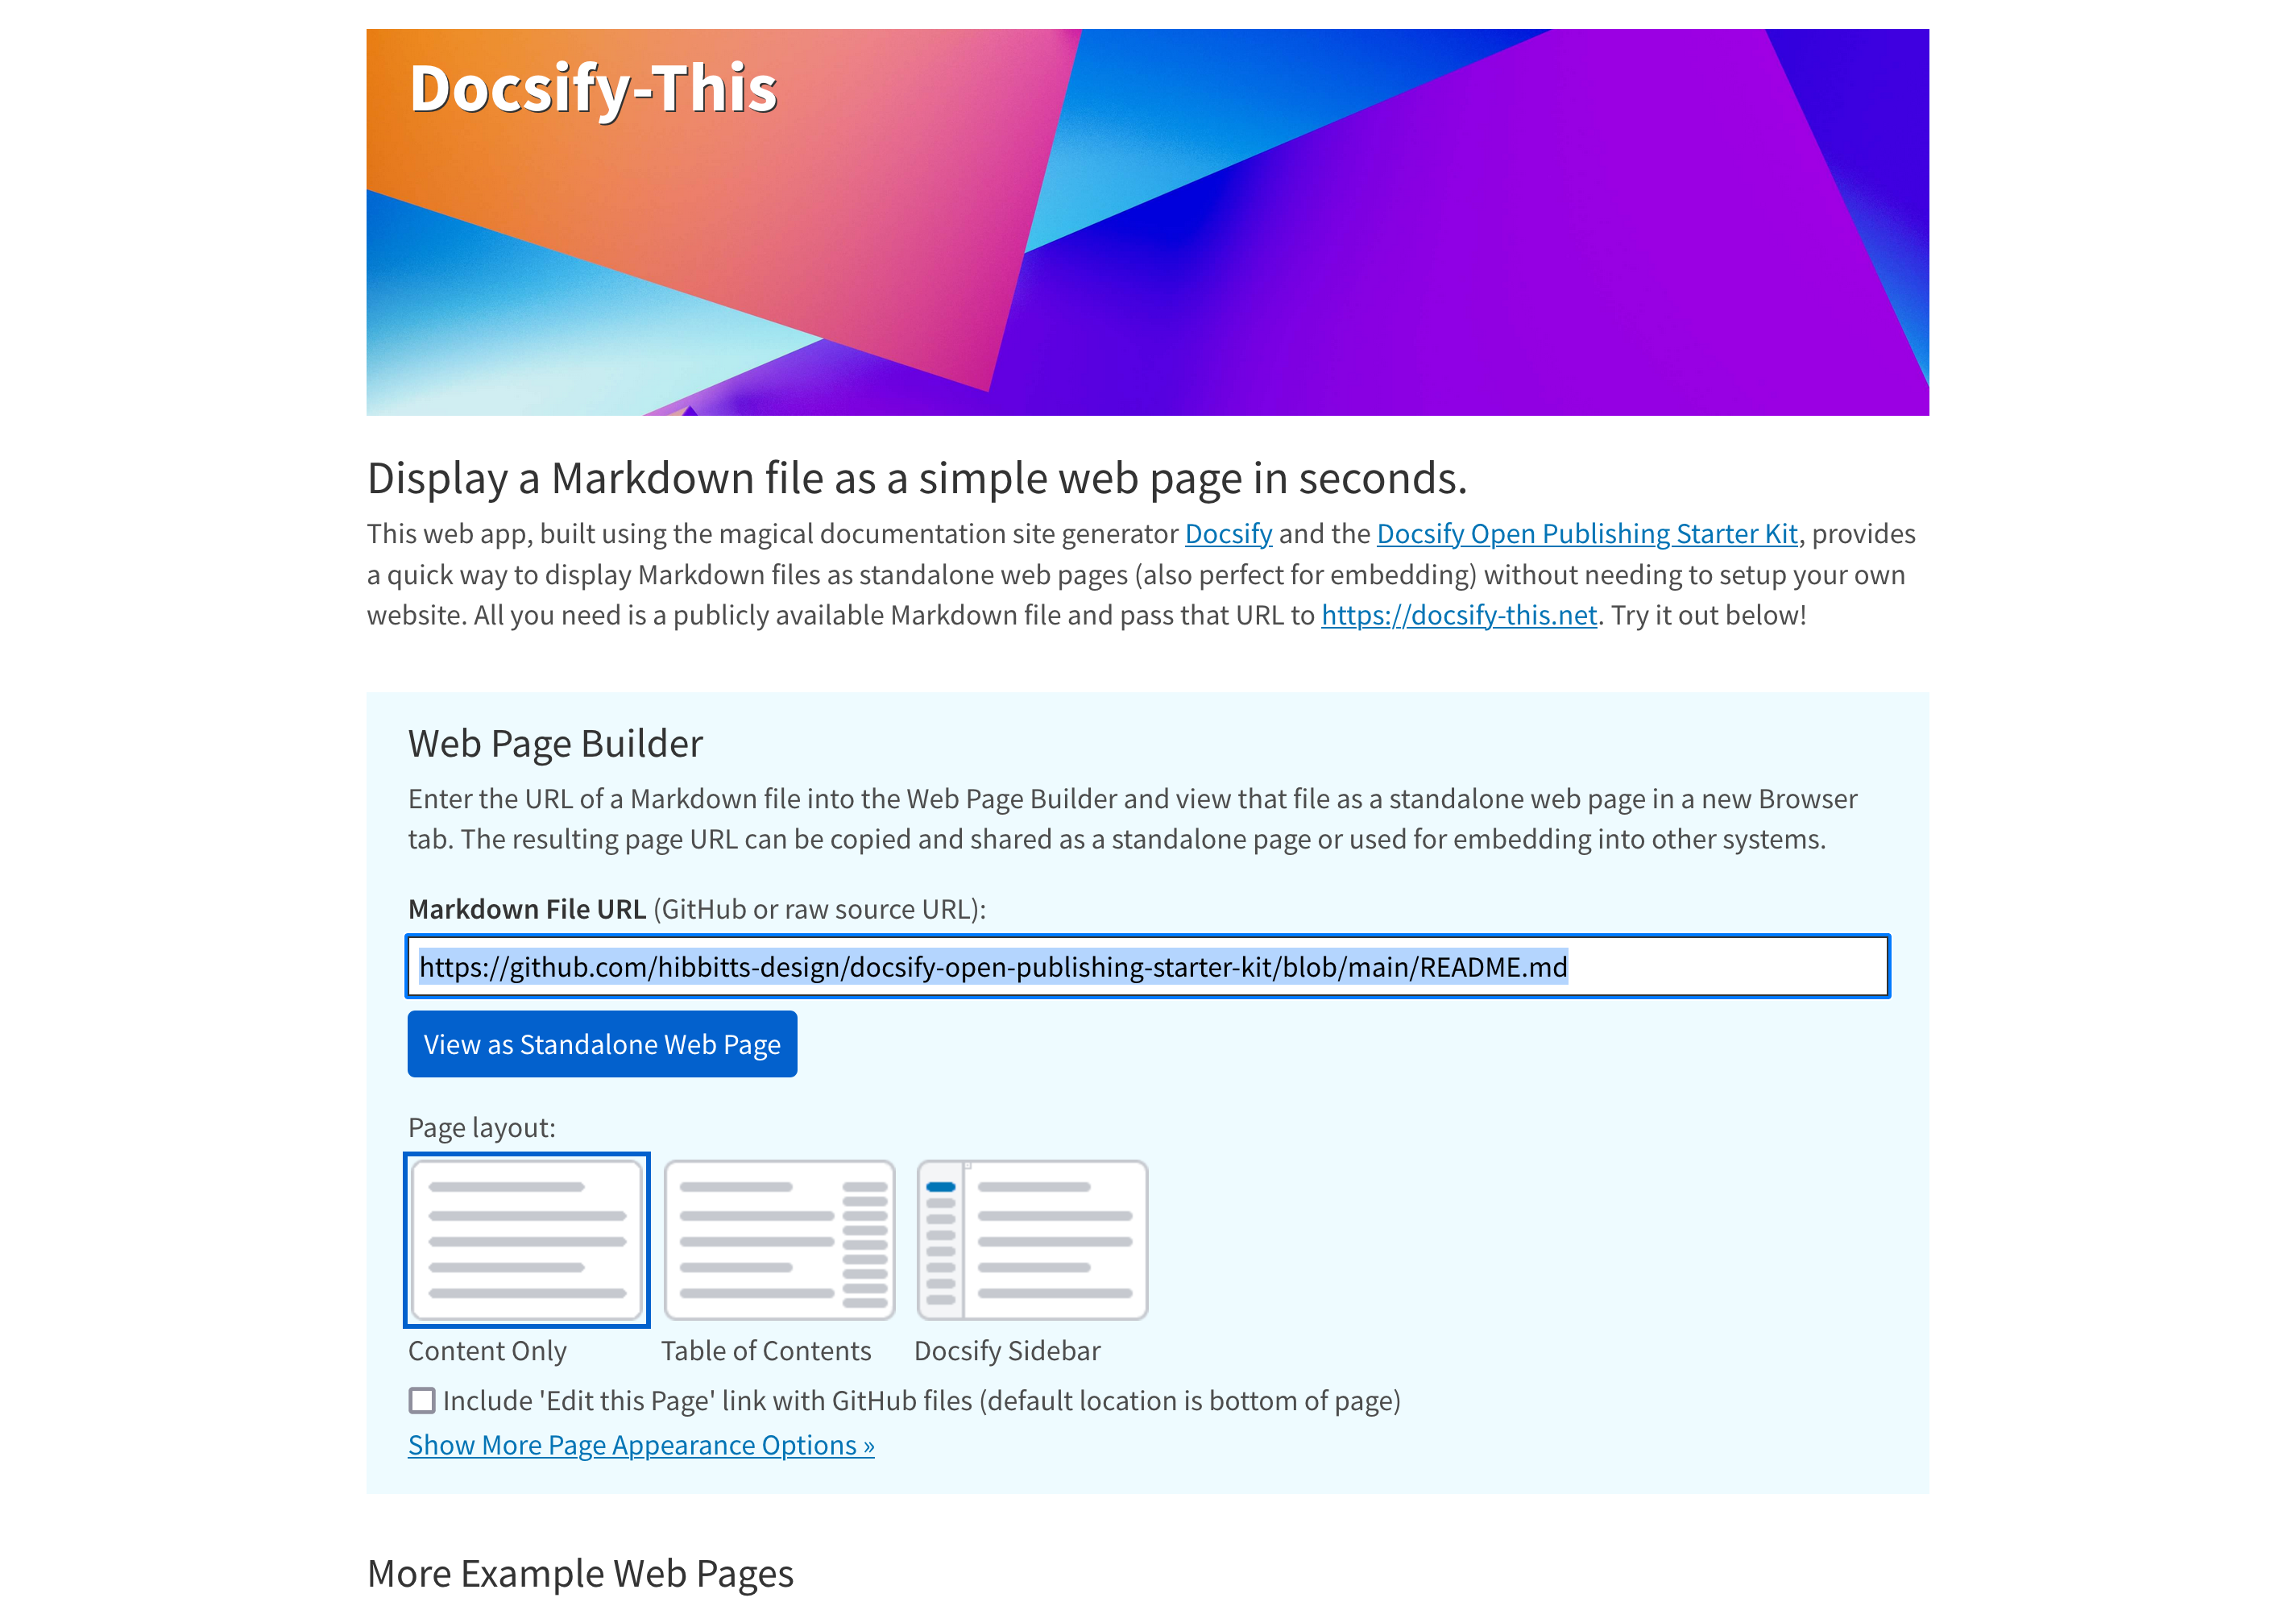 Docsify-This
Display a Markdown file as a simple web page in seconds.
This web app, built using the magical documentation site generator Docsify and the Docsify Open Publishing Starter Kit, provides
a quick way to display Markdown files as standalone web pages (also perfect for embedding) without needing to setup your own
website. All you need is a publicly available Markdown file and pass that URL to https://docsify-this.net. Try it out below!
Web Page Builder
Enter the URL of a Markdown file into the Web Page Builder and view that file as a standalone web page in a new Browser
tab. The resulting page URL can be copied and shared as a standalone page or used for embedding into other systems.
Markdown File URL (GitHub or raw source URL):
https://github.com/hibbitts-design/docsify-open-publishing-starter-kit/blob/main/README.md
View as Standalone Web Page
Page layout:
Content Only
Table of Contents
Docsify Sidebar
Include 'Edit this Page' link with GitHub files (default location is bottom of page)
Show More Page Appearance Options »
More Example Web Pages